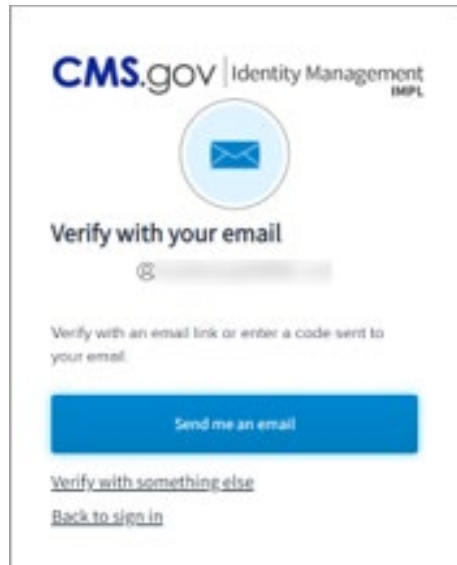 CMS.gov Identity Management
IMPL
Verify with your email
Verify with an email link or enter a code sent to
your email.
Send me an email
Verify with something else
Back to sign in